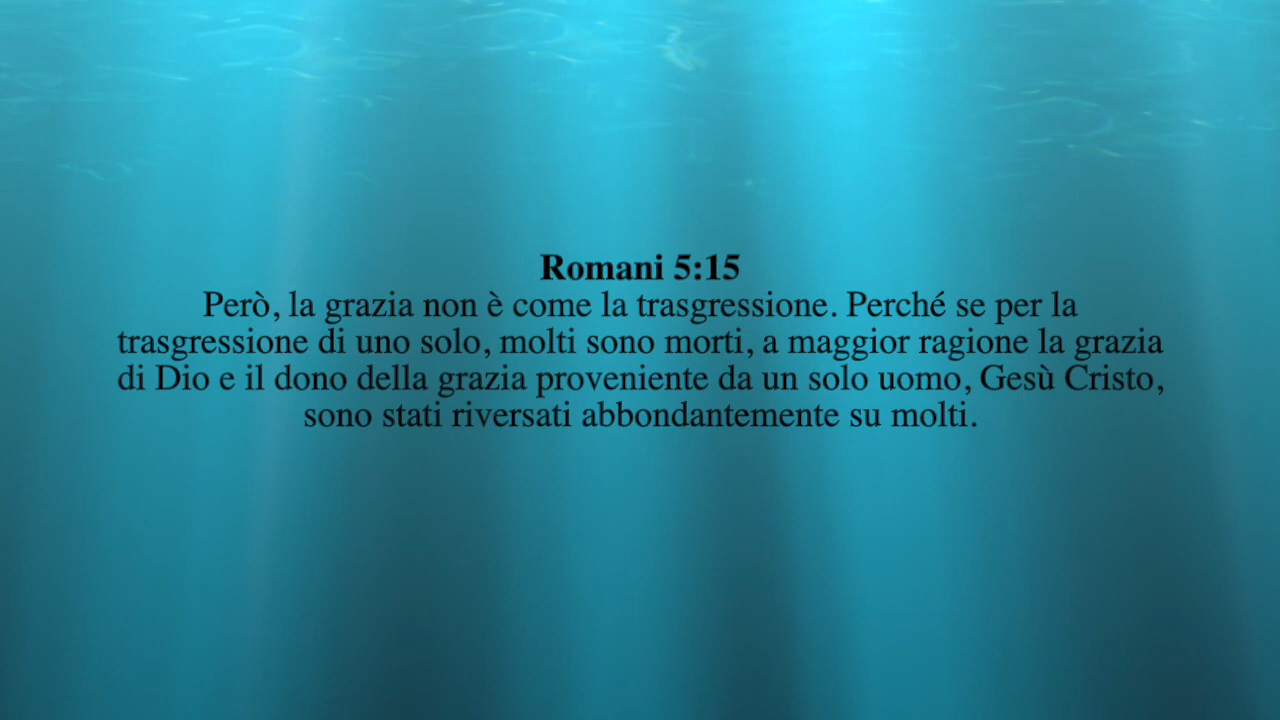 Romani 5:15
Però, la grazia non è come la trasgressione. Perché se per la
trasgressione di uno solo, molti sono morti, a maggior ragione la grazia
di Dio e il dono della grazia proveniente da un solo uomo, Gesù Cristo,
sono stati riversati abbondantemente su molti.